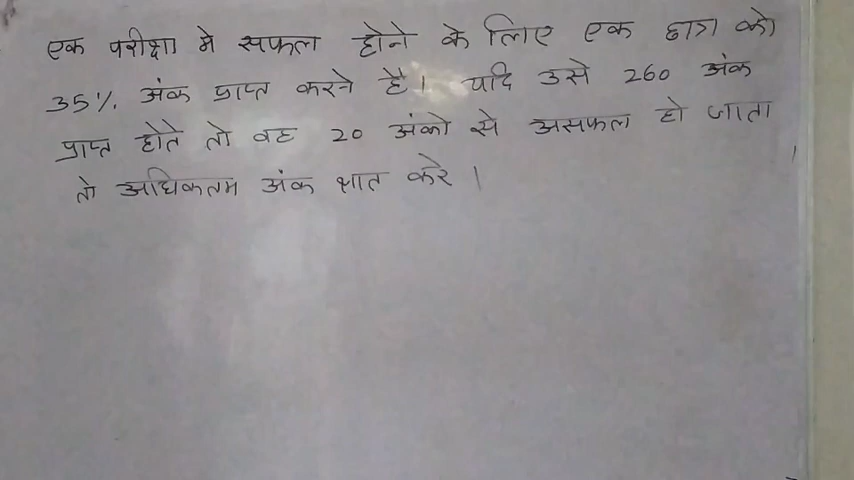 एक परीक्षा मे सफल होने के लिए एक छात्र को
35% अंक प्राप्त करने है। यदि उसे 260 अंक
प्राप्त होते तो वह 20 अंको से असफल हो जाता
तो अधिकतम अंक ज्ञात करे।